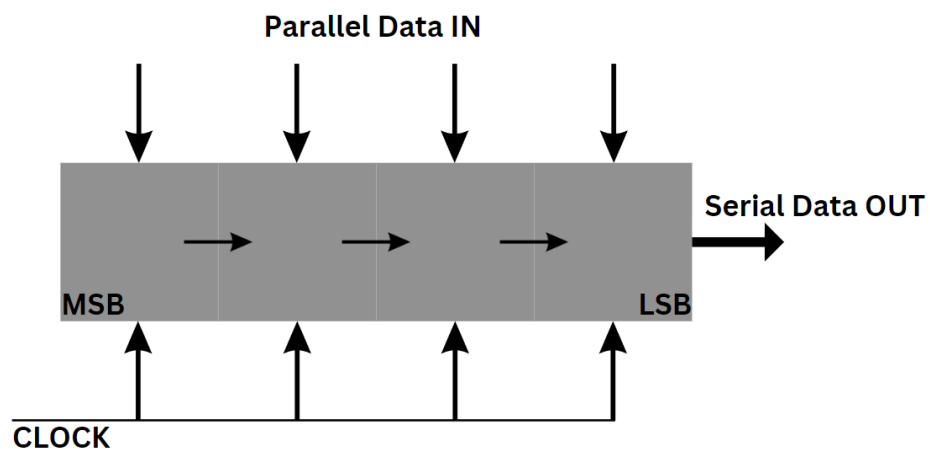 Parallel Data IN
Serial Data OUT
MSB
LSB
CLOCK